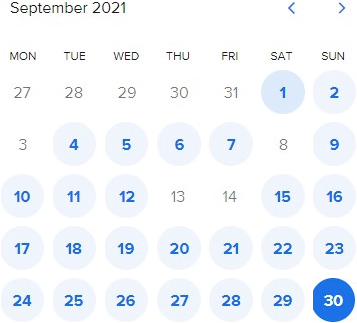 September 2021
MON TUE WED THU FRI SAT SUN
27 28 29 30 31 1 2
3 4 5 6 7 8 9
10 11 12 13 14 15 16
17 18 19 20 21 22 23
24 25 26 27 28 29 30